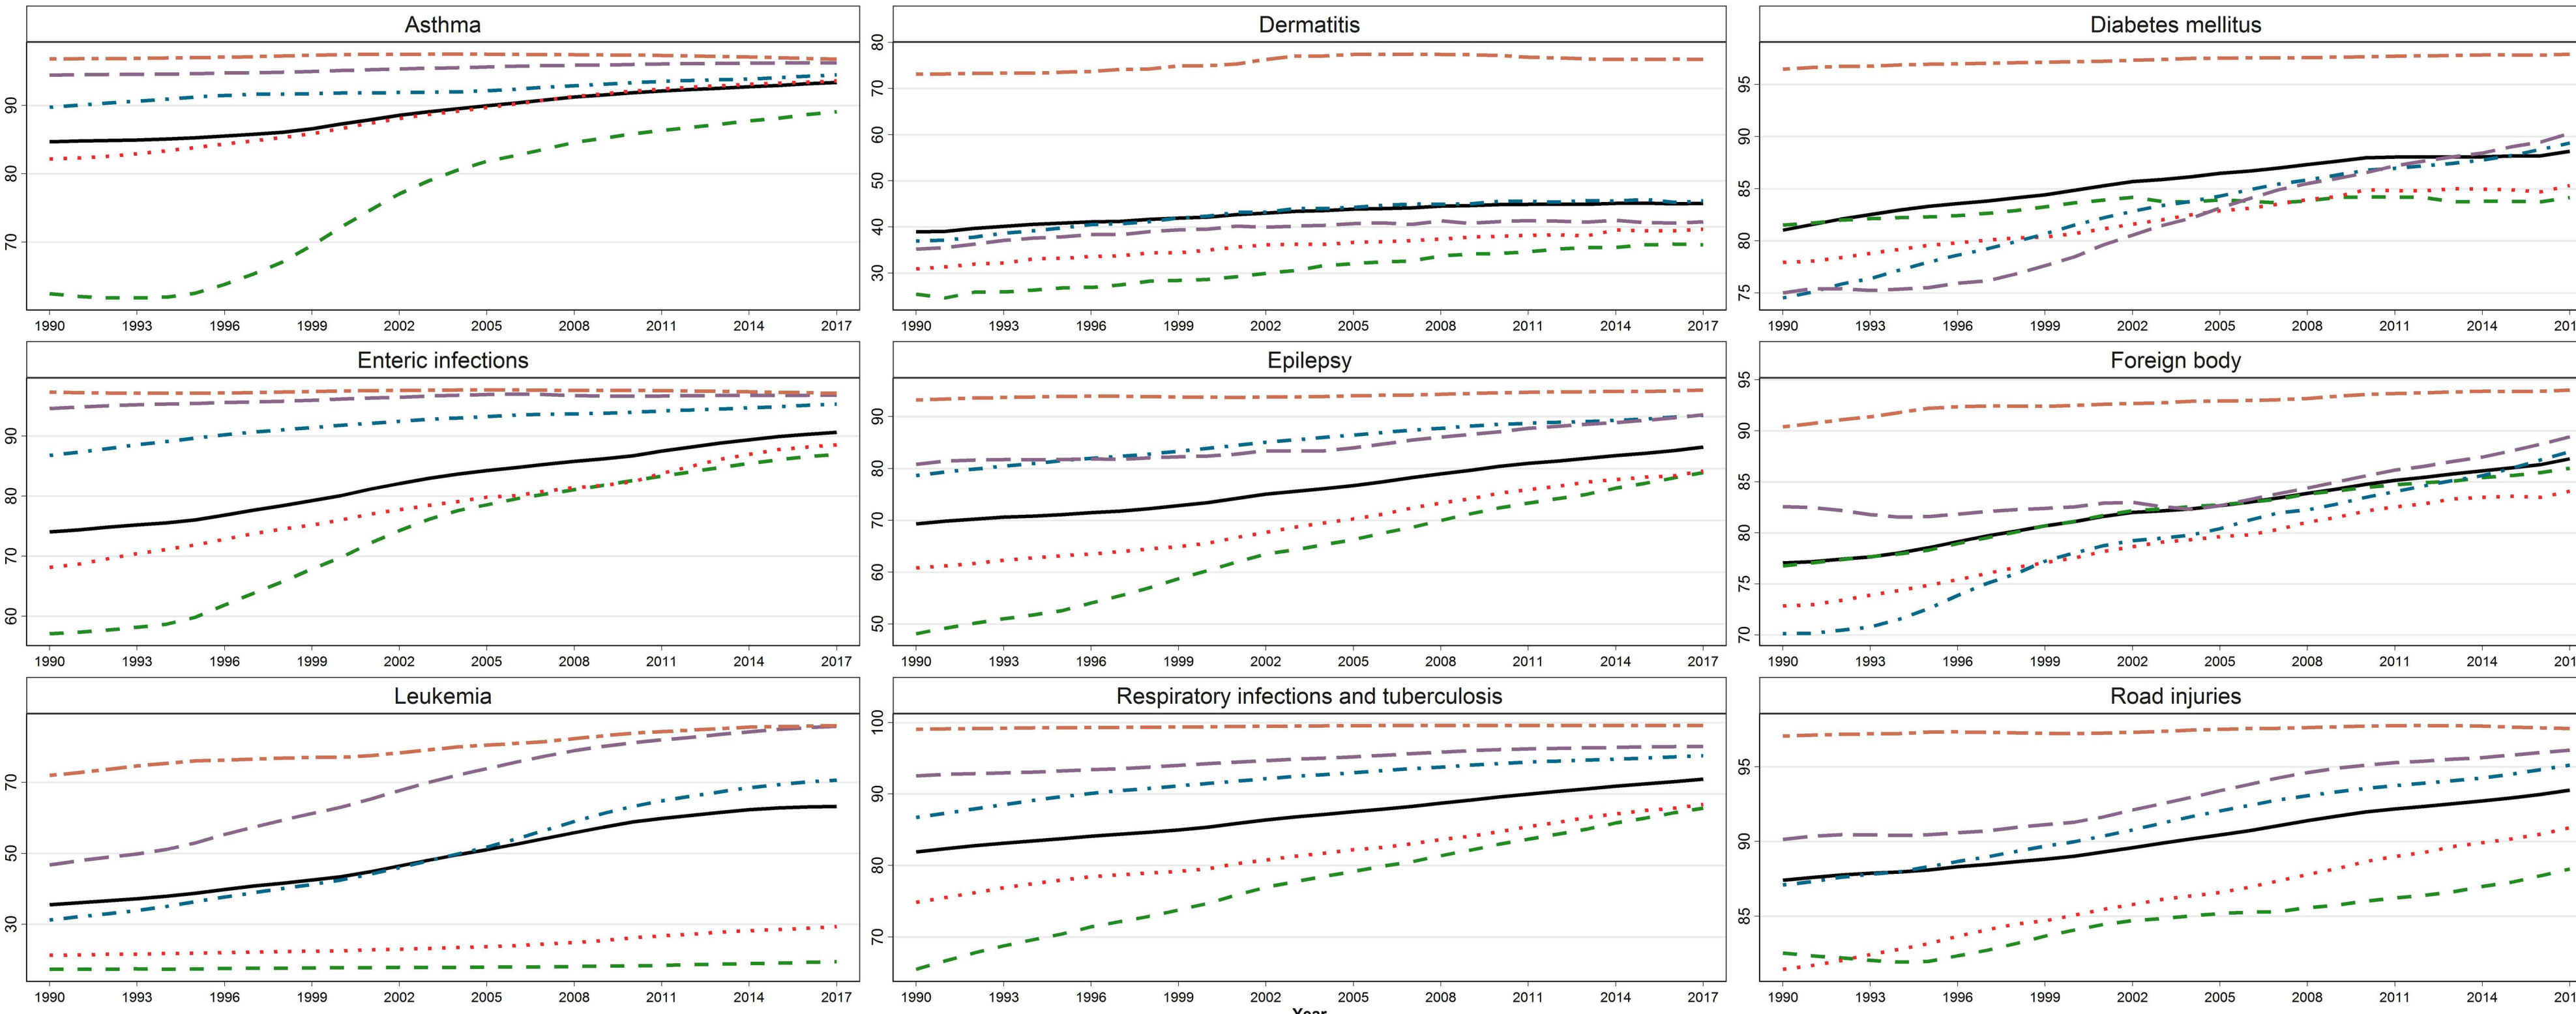 Asthma
Dermatitis
Diabetes mellitus
90
80
70
1990 1993 1996 1999 2002 2005 2008 2011 2014 2017
80
70
60
50
40
30
1990 1993 1996 1999 2002 2005 2008 2011 2014 2017
95
90
85
80
75
1990 1993 1996 1999 2002 2005 2008 2011 2014 201
Enteric infections
Epilepsy
Foreign body
90
80
70
60
1990 1993 1996 1999 2002 2005 2008 2011 2014 2017
90
80
70
60
50
1990 1993 1996 1999 2002 2005 2008 2011 2014 2017
95
90
85
80
75
70
1990 1993 1996 1999 2002 2005 2008 2011 2014 201
Leukemia
Respiratory infections and tuberculosis
Road injuries
70
50
30
1990 1993 1996 1999 2002 2005 2008 2011 2014 2017
100
90
80
70
1990 1993 1996 1999 2002 2005 2008 2011 2014 2017
95
90
85
1990 1993 1996 1999 2002 2005 2008 2011 2014 201
Year